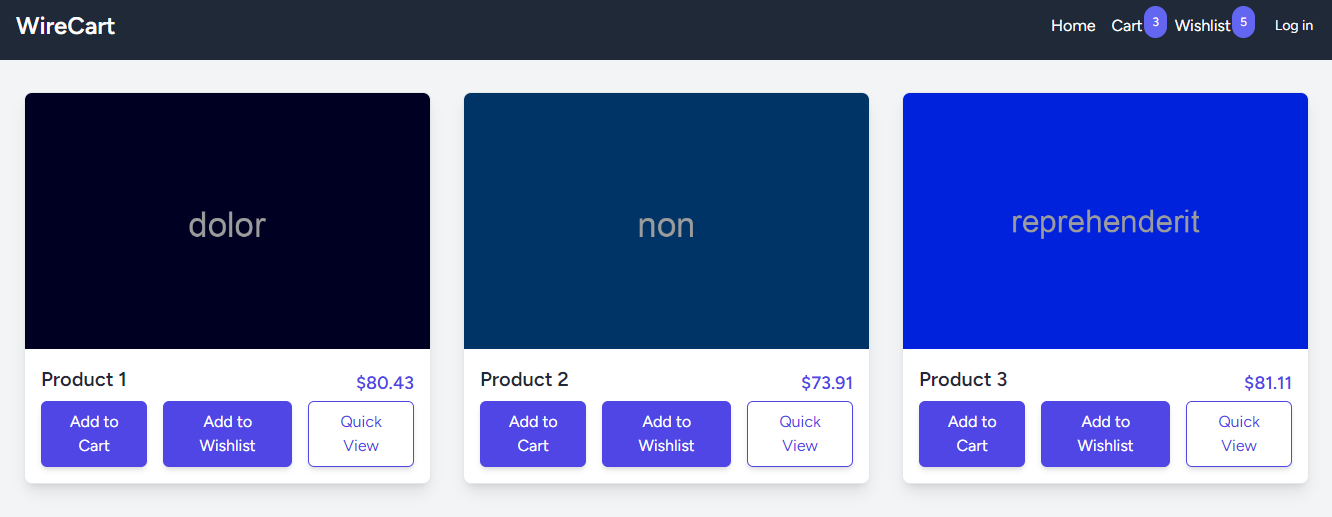 WireCart Home Cart 3 Wishlist 5 Log in
dolor
non
reprehenderit
Product 1
$80.43
Add to
Cart
Add to
Wishlist
Quick
View
Product 2
$73.91
Add to
Cart
Add to
Wishlist
Quick
View
Product 3
$81.11
Add to
Cart
Add to
Wishlist
Quick
View